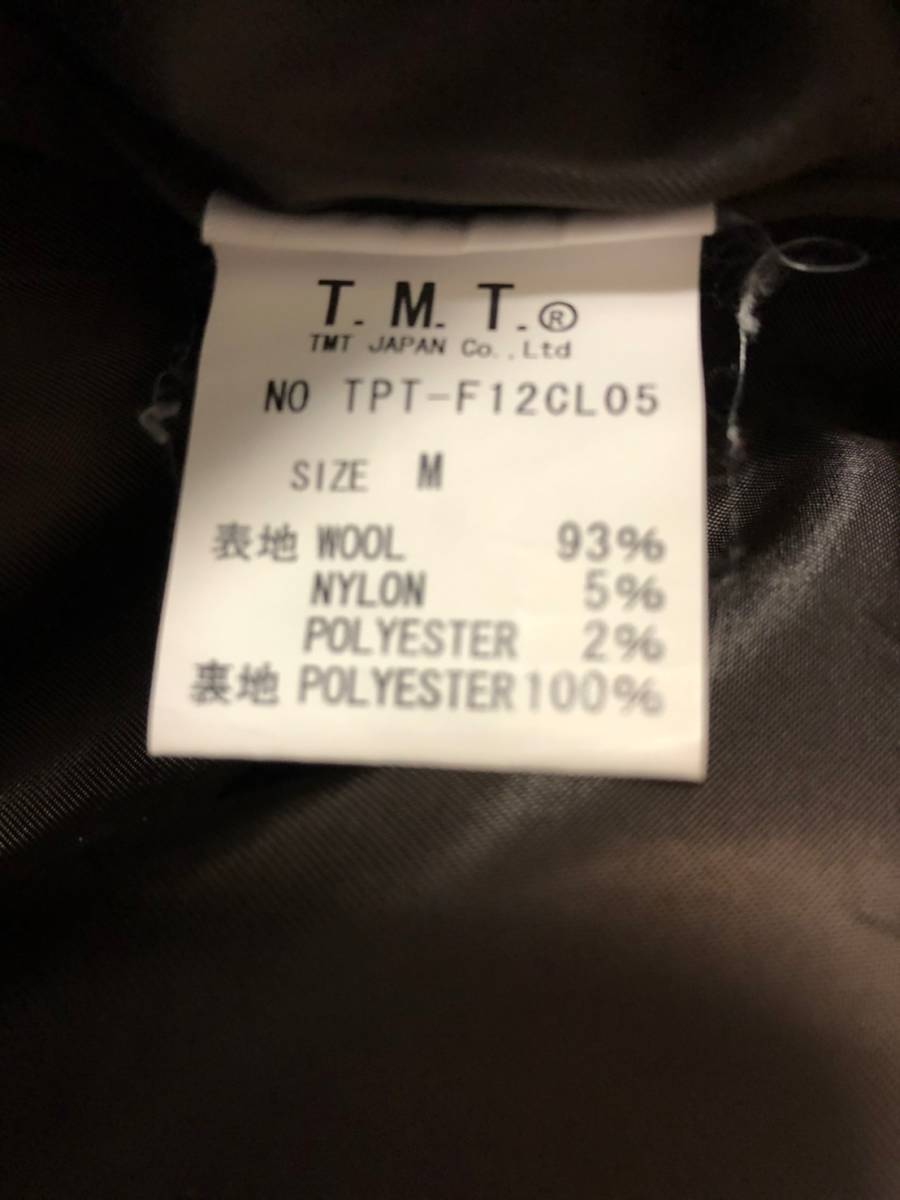 T. M. T.®
TMT JAPAN Co.,Ltd
NO TPT-F12CL05
SIZE M
表地 WOOL 93%
NYLON 5%
POLYESTER 2%
裏地 POLYESTER 100%